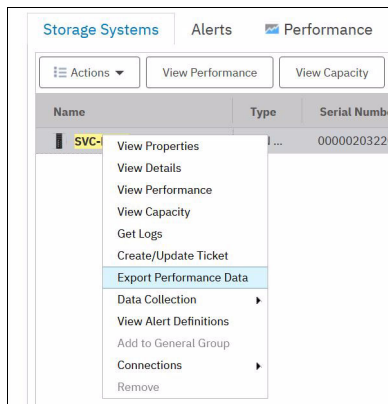 Storage Systems Alerts Performance
Actions View Performance View Capacity
Name Type Serial Numb
SVC- l ... 0000020322
View Properties
View Details
View Performance
View Capacity
Get Logs
Create/Update Ticket
Export Performance Data
Data Collection
View Alert Definitions
Add to General Group
Connections
Remove